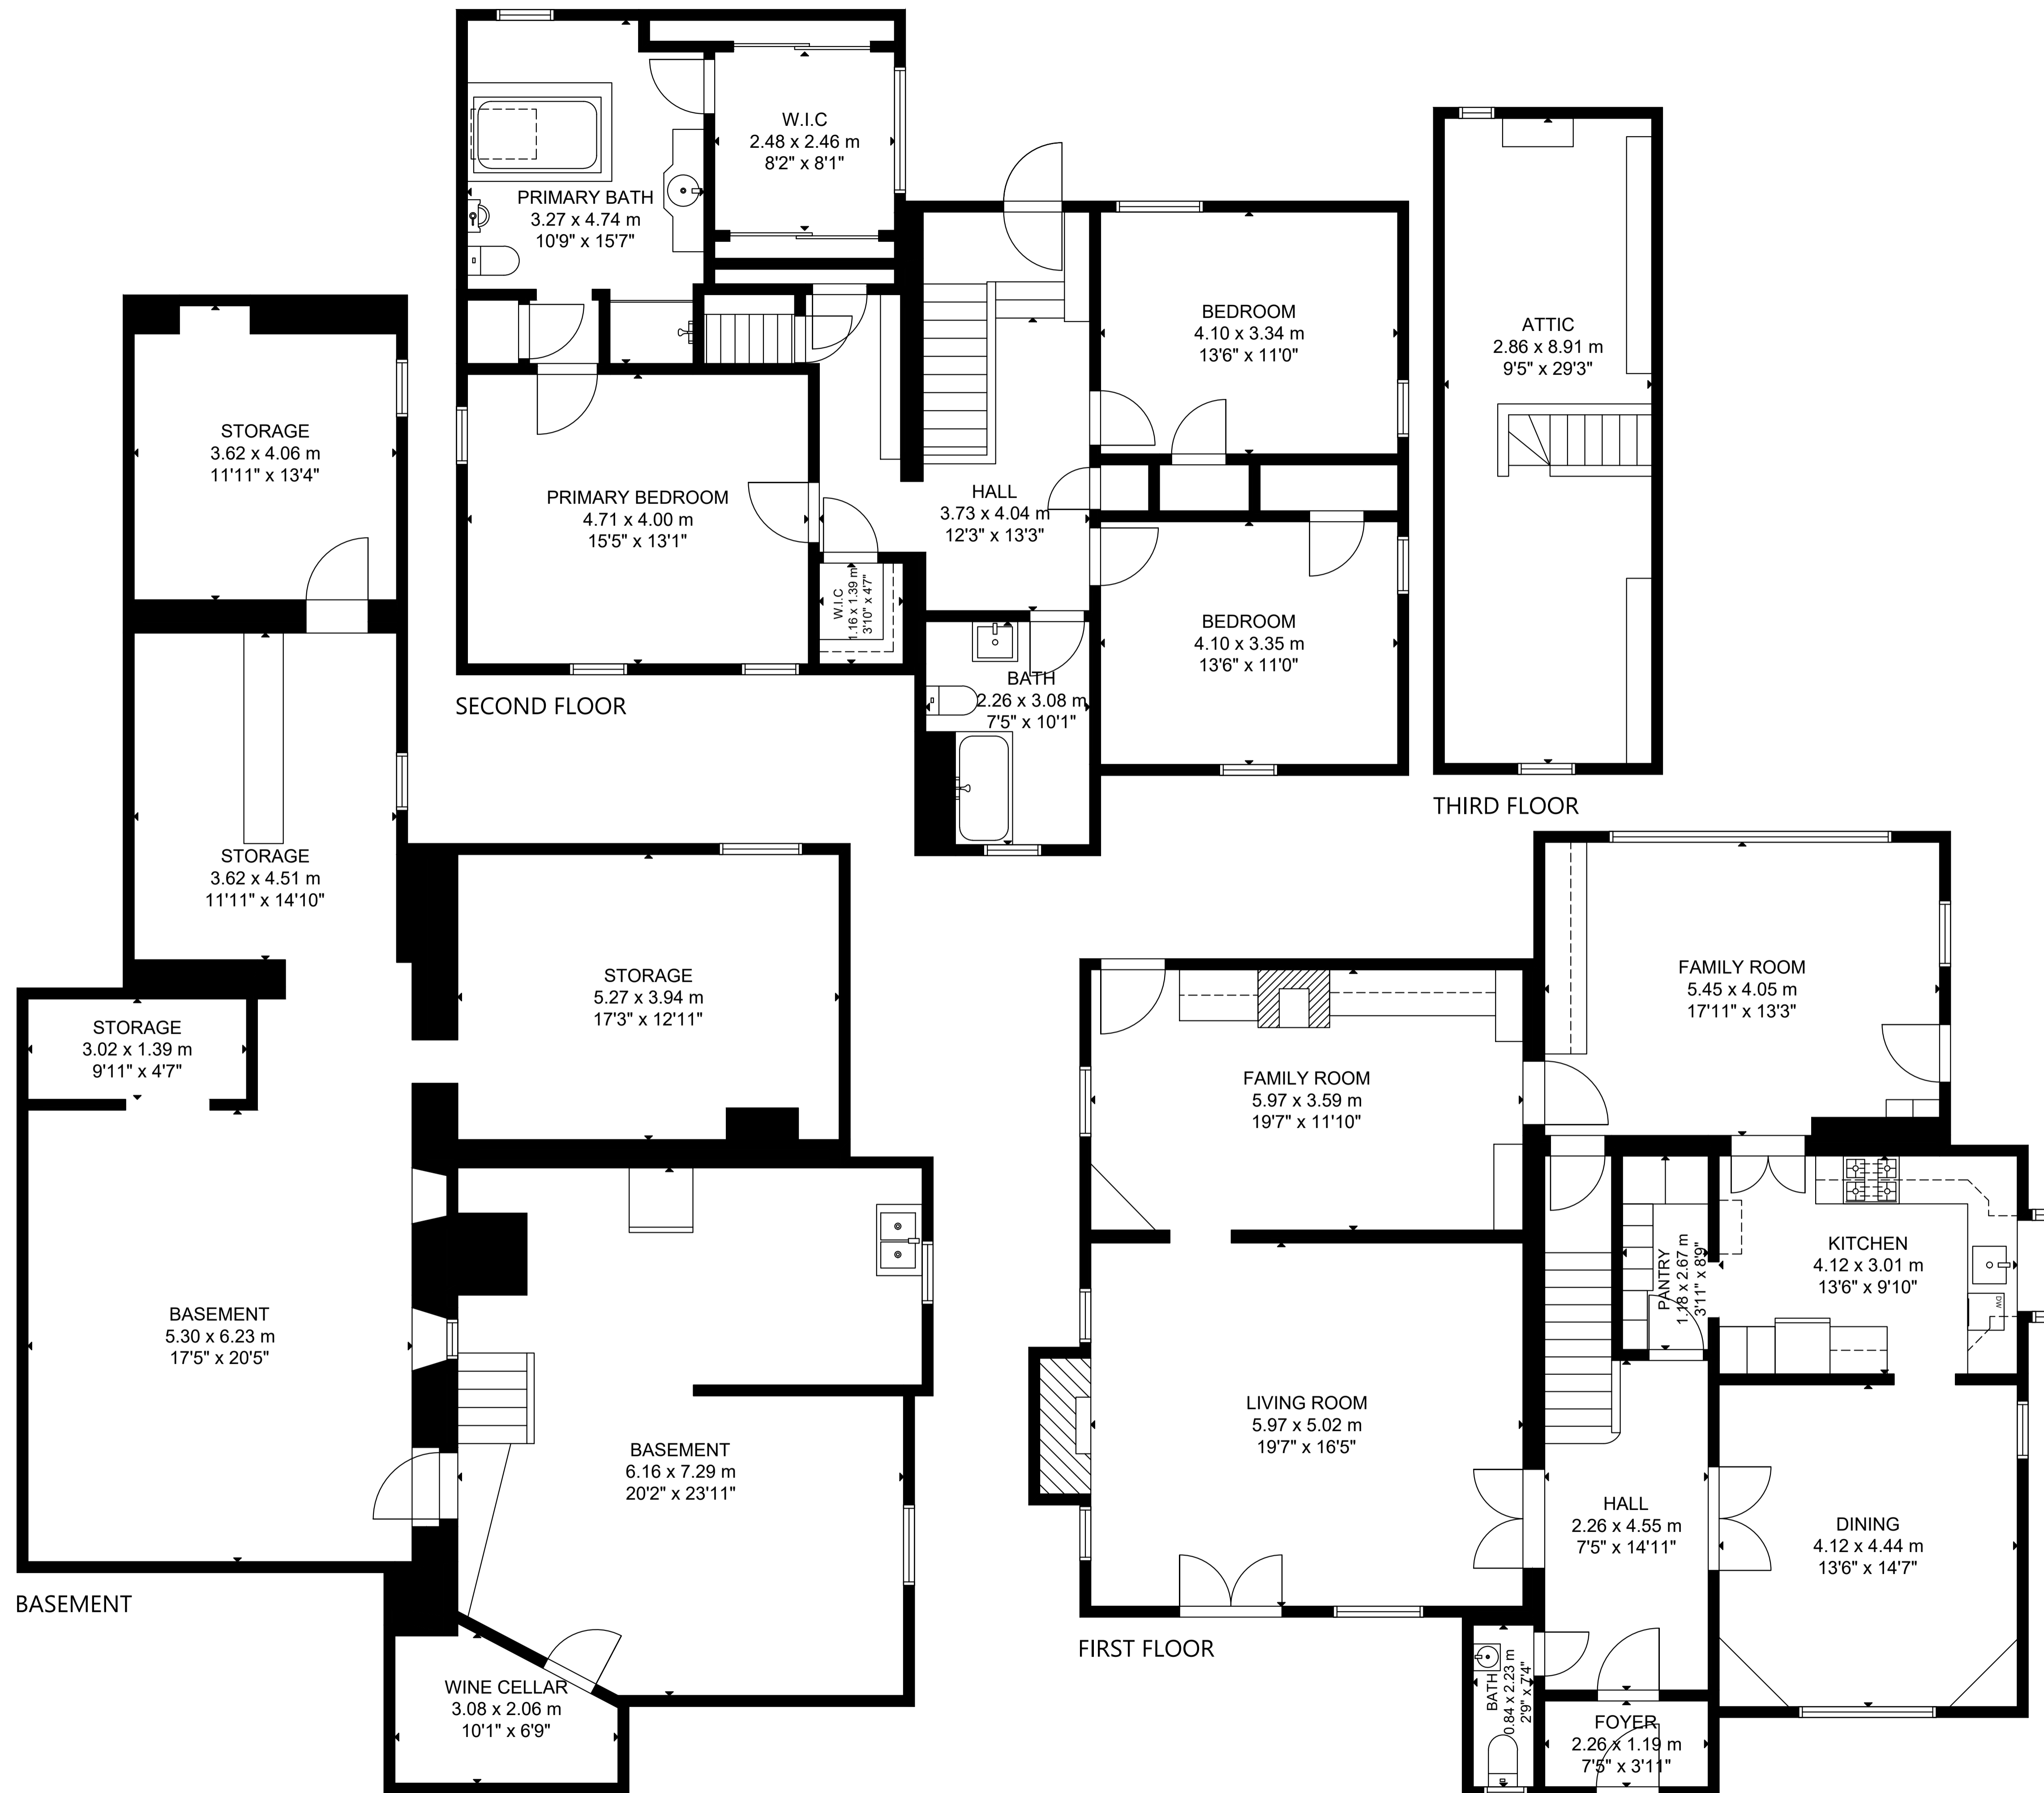 W.I.C
2.48 x 2.46 m
8'2" x 8'1"
PRIMARY BATH
3.27 x 4.74 m
10'9" x 15'7"
BEDROOM
4.10 x 3.34 m
13'6" x 11'0"
PRIMARY BEDROOM
4.71 x 4.00 m
15'5" x 13'1"
HALL
3.73 x 4.04 m
12'3" x 13'3"
W.I.C
1.16 x 1.39 m
3'10" x 4'7"
BEDROOM
4.10 x 3.35 m
13'6" x 11'0"
BATH
2.26 x 3.08 m
7'5" x 10'1"
SECOND FLOOR
ATTIC
2.86 x 8.91 m
9'5" x 29'3"
THIRD FLOOR
STORAGE
3.62 x 4.06 m
11'11" x 13'4"
STORAGE
3.62 x 4.51 m
11'11" x 14'10"
STORAGE
5.27 x 3.94 m
17'3" x 12'11"
STORAGE
3.02 x 1.39 m
9'11" x 4'7"
BASEMENT
5.30 x 6.23 m
17'5" x 20'5"
BASEMENT
6.16 x 7.29 m
20'2" x 23'11"
WINE CELLAR
3.08 x 2.06 m
10'1" x 6'9"
BASEMENT
FAMILY ROOM
5.45 x 4.05 m
17'11" x 13'3"
FAMILY ROOM
5.97 x 3.59 m
19'7" x 11'10"
PANTRY
1.18 x 2.67 m
3'11" x 8'9"
KITCHEN
4.12 x 3.01 m
13'6" x 9'10"
DW
LIVING ROOM
5.97 x 5.02 m
19'7" x 16'5"
HALL
2.26 x 4.55 m
7'5" x 14'11"
DINING
4.12 x 4.44 m
13'6" x 14'7"
BATH
0.84 x 2.23 m
2'9" x 7'4"
FOYER
2.26 x 1.19 m
7'5" x 3'11"
FIRST FLOOR